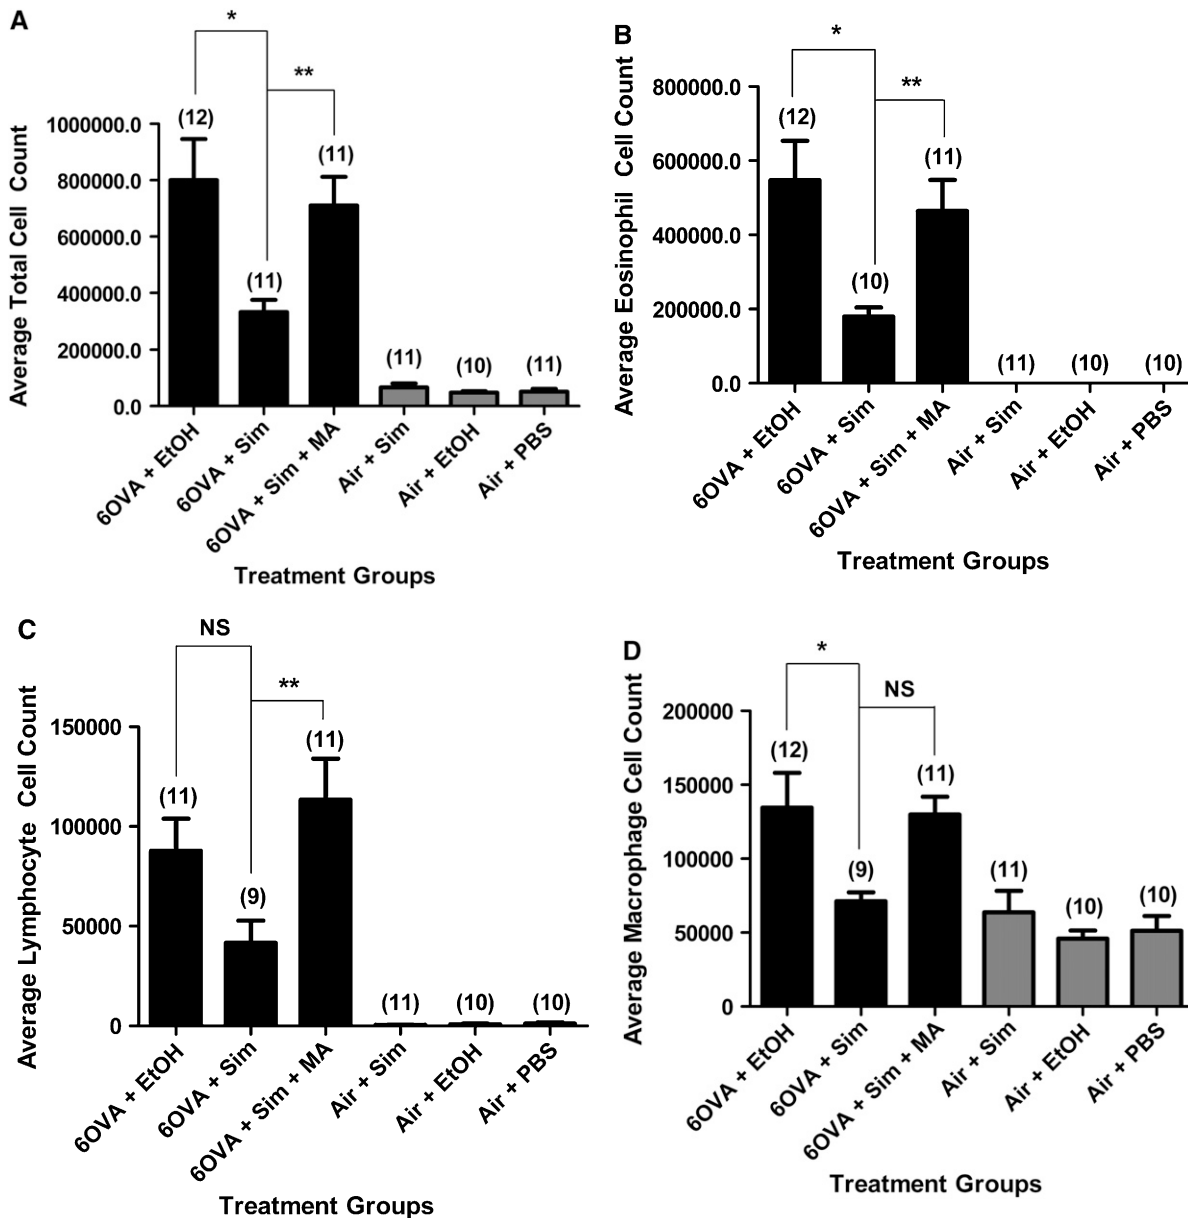 A
*
**
(12)
(11)
(11)
(11)
(10)
(11)
Average Total Cell Count
1000000.0
800000.0
600000.0
400000.0
200000.0
0.0
6OVA + EtOH
6OVA + Sim
6OVA + Sim + MA
Air + Sim
Air + EtOH
Air + PBS
Treatment Groups
B
*
**
(12)
(10)
(11)
(11)
(10)
(10)
Average Eosinophil Cell Count
800000.0
600000.0
400000.0
200000.0
0.0
6OVA + EtOH
6OVA + Sim
6OVA + Sim + MA
Air + Sim
Air + EtOH
Air + PBS
Treatment Groups
C
NS
**
(11)
(9)
(11)
(11)
(10)
(10)
Average Lymphocyte Cell Count
150000
100000
50000
0
6OVA + EtOH
6OVA + Sim
6OVA + Sim + MA
Air + Sim
Air + EtOH
Air + PBS
Treatment Groups
D
*
NS
(12)
(9)
(11)
(11)
(10)
(10)
Average Macrophage Cell Count
200000
150000
100000
50000
0
6OVA + EtOH
6OVA + Sim
6OVA + Sim + MA
Air + Sim
Air + EtOH
Air + PBS
Treatment Groups